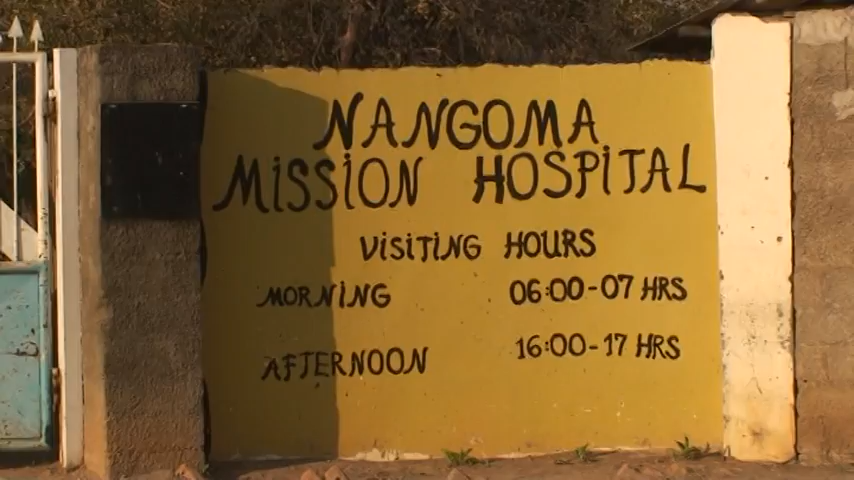 NANGOMA
MISSION HOSPITAL
VISITING HOURS
MORNING 06:00-07 HRS
AFTERNOON 16:00-17 HRS